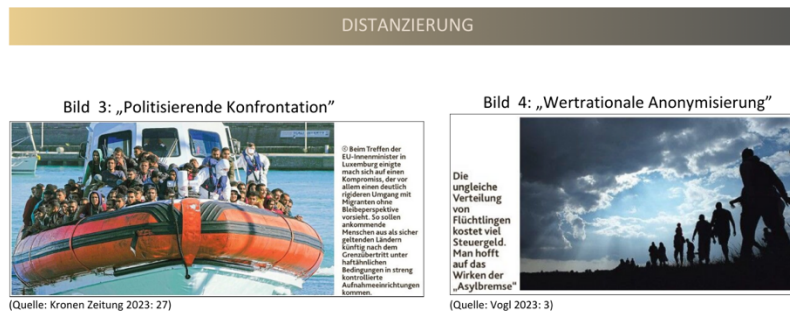 DISTANZIERUNG
Bild 3: „Politisierende Konfrontation”
Bild 4: „Wertrationale Anonymisierung”
© Beim Treffen der
EU-Innenminister in
Luxemburg einigte
mach sich auf einen
Kompromiss, der vor
allem einen deutlich
rigideren Umgang mit
Migranten ohne
Bleibeperspektive
vorsieht. So sollen
ankommende
Menschen aus als sicher
geltenden Ländern
künftig nach dem
Grenzübertritt unter
haftähnlichen
Bedingungen in streng
kontrollierte
Aufnahmeeinrichtungen
kommen.
Die
ungleiche
Verteilung
von
Flüchtlingen
kostet viel
Steuergeld.
Man hofft
auf das
Wirken der
„Asylbremse”
(Quelle: Kronen Zeitung 2023: 27)
(Quelle: Vogl 2023: 3)